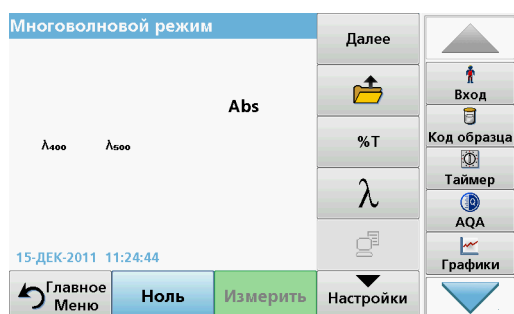 Многоволновой режим
Abs
λ₄₀₀ λ₅₀₀
15-ДЕК-2011 11:24:44
Далее
%T
λ
Вход
Код образца
Таймер
AQA
Графики
Главное
Меню
Ноль
Измерить
Настройки